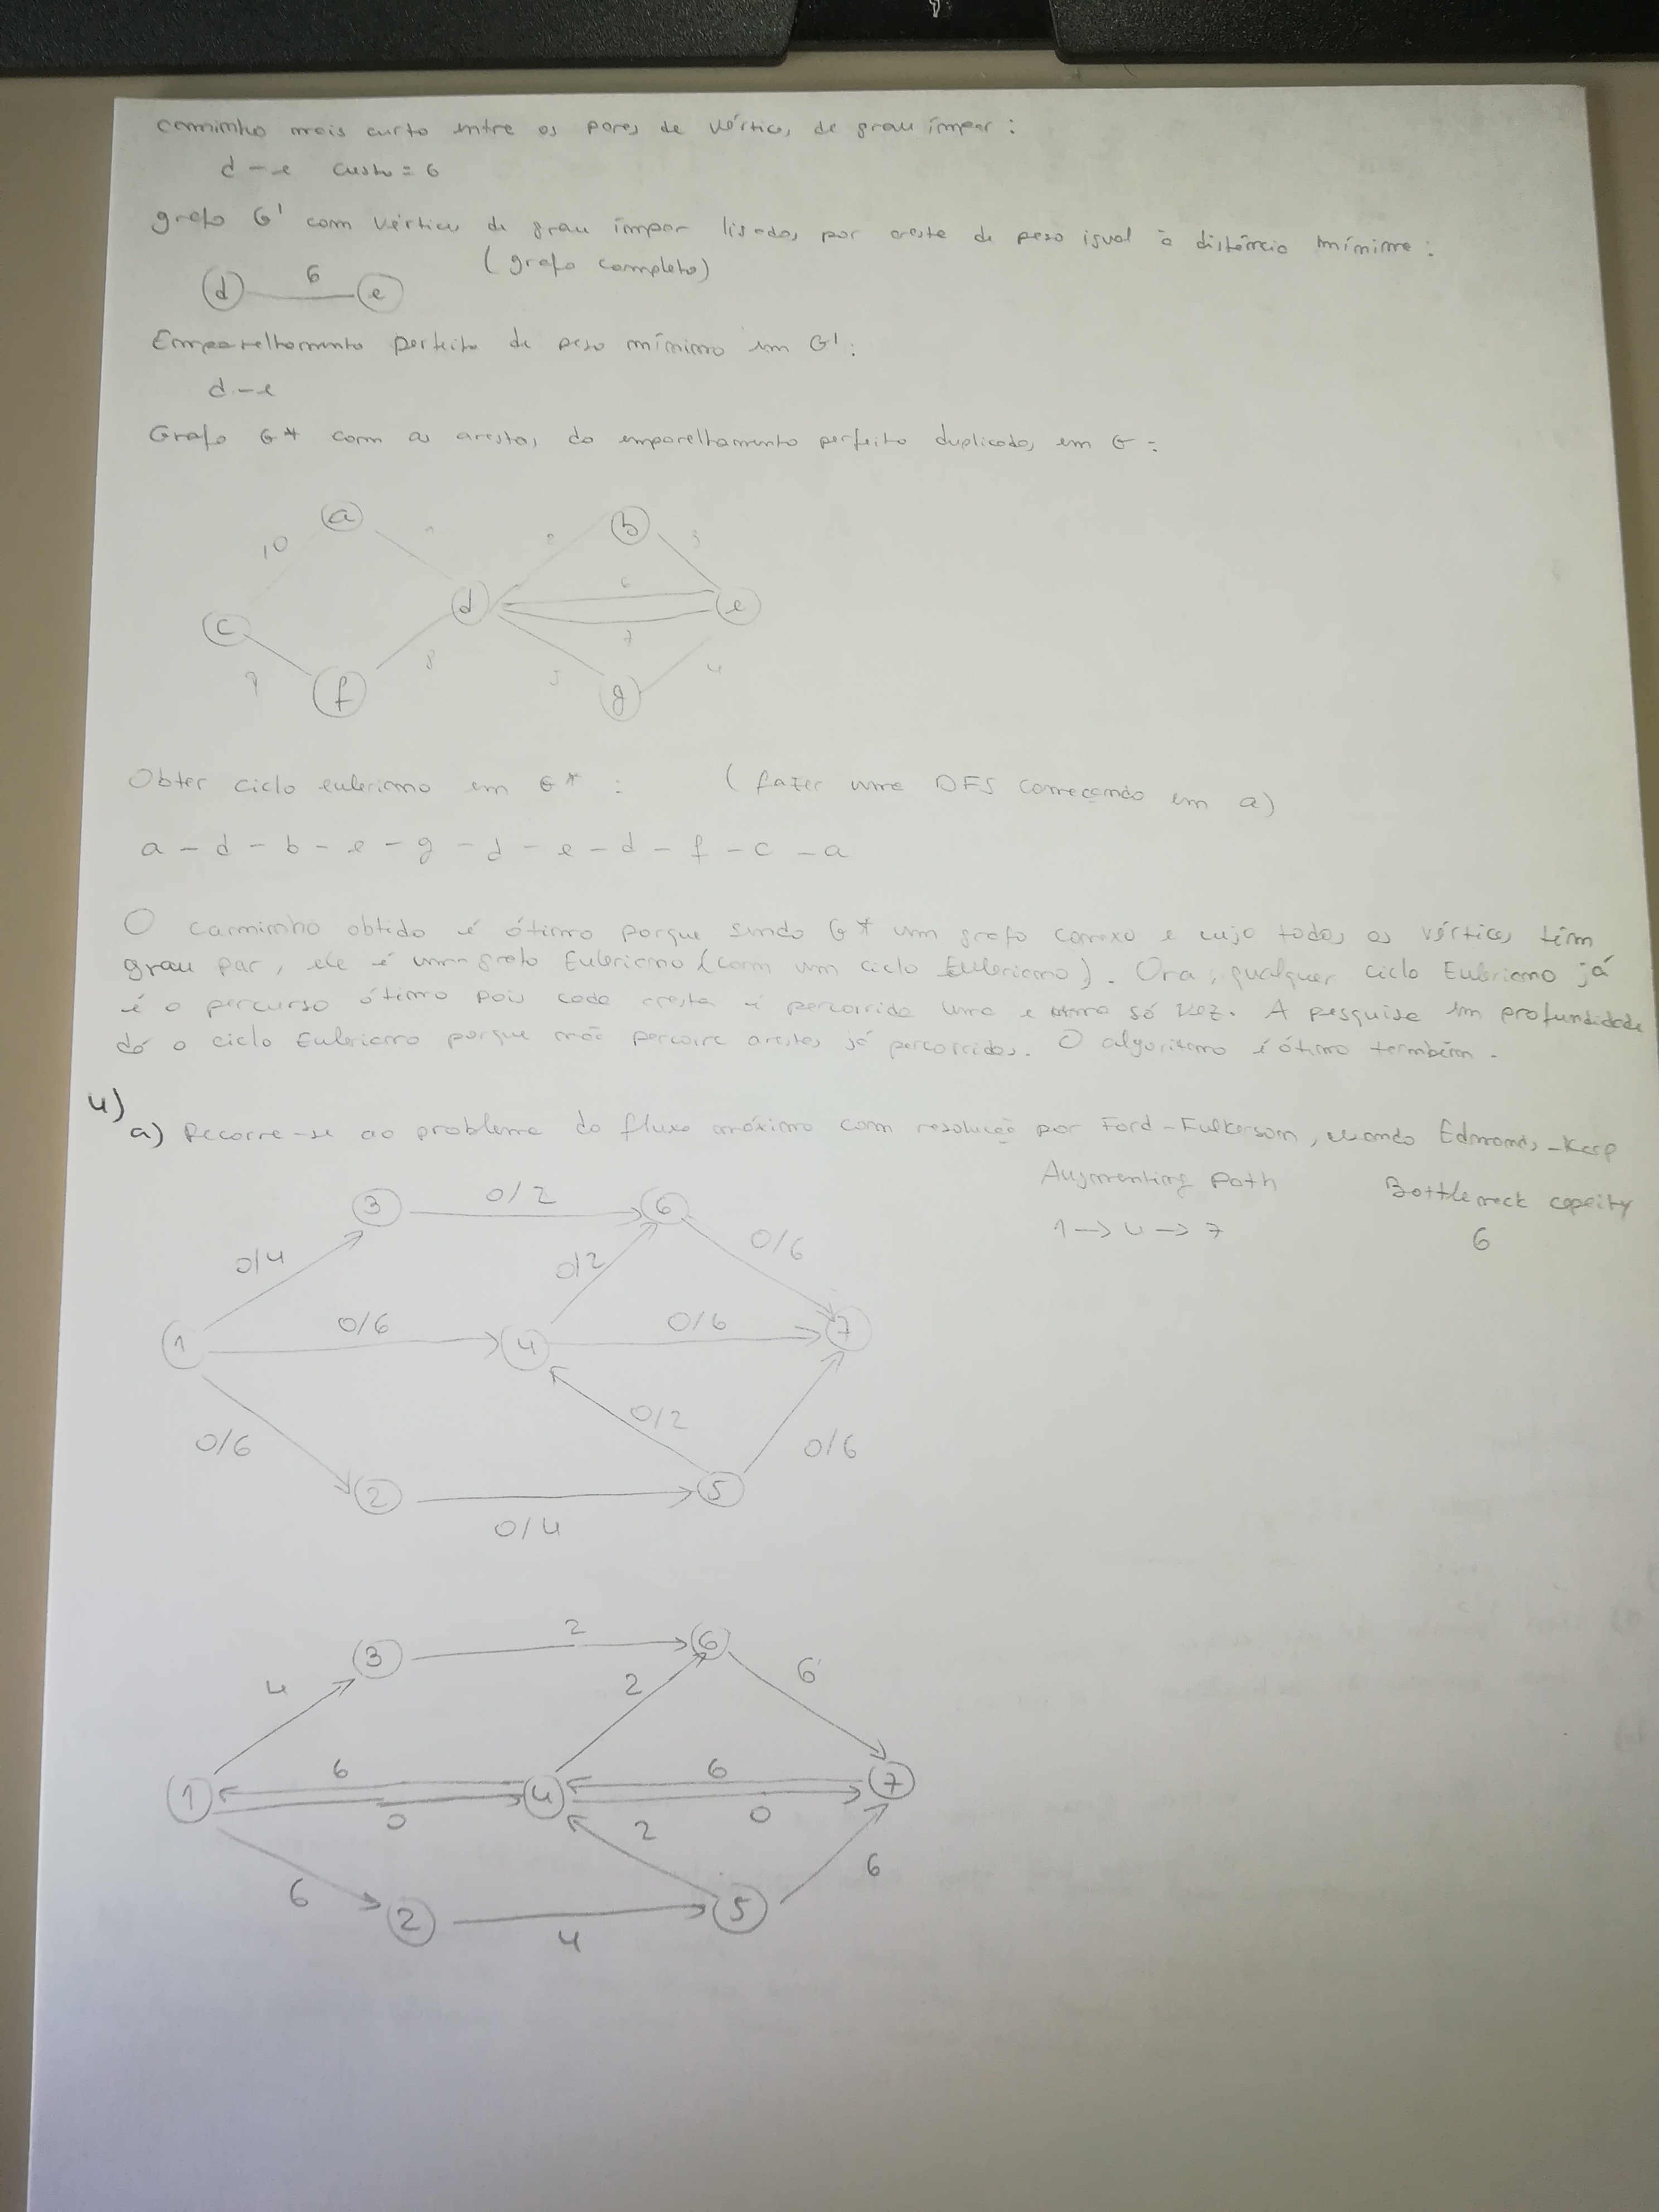 caminho mais curto entre os pares de vértices de grau ímpar :
d - e custo = 6
grafo G' com vértices de grau ímpar ligados por aresta de peso igual à distância mínima :
(grafo completo)
6
d e
Emparelhamento perfeito de peso mínimo em G' :
d - e
Grafo G* com as arestas do emparelhamento perfeito duplicados em G :
a b
10 3
6
c d e
7
9 8 5 4
f g
Obter ciclo euleriano em G* : (fazer uma DFS começando em a)
a - d - b - e - g - d - e - d - f - c - a
O caminho obtido é ótimo porque sendo G* um grafo conexo e cujo todos os vértices têm
grau par, ele é um grafo Euleriano (com um ciclo Euleriano). Ora, qualquer ciclo Euleriano já
é o percurso ótimo pois cada aresta é percorrida uma e uma só vez. A pesquisa em profundidade
dá o ciclo Euleriano porque não percorre arestas já percorridas. O algoritmo é ótimo também.
4)
a) Recorre-se ao problema do fluxo máximo com resolução por Ford-Fulkerson, usando Edmonds-Karp
Augmenting Path Bottleneck capcity
1 → 4 → 7 6
3 0/2 6
0/4 0/2 0/6
1 0/6 4 0/6 7
0/6 0/2 0/6
2 0/4 5
3 2 6
4 2 6
6 6
1 4 7
0 0
6 2 6
2 4 5